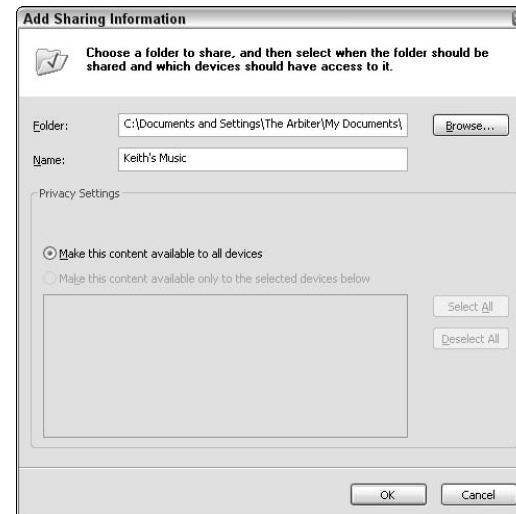 Add Sharing Information
Choose a folder to share, and then select when the folder should be
shared and which devices should have access to it.
Folder: C:\Documents and Settings\The Arbiter\My Documents\ Browse...
Name: Keith's Music
Privacy Settings
Make this content available to all devices
Make this content available only to the selected devices below
Select All
Deselect All
OK Cancel